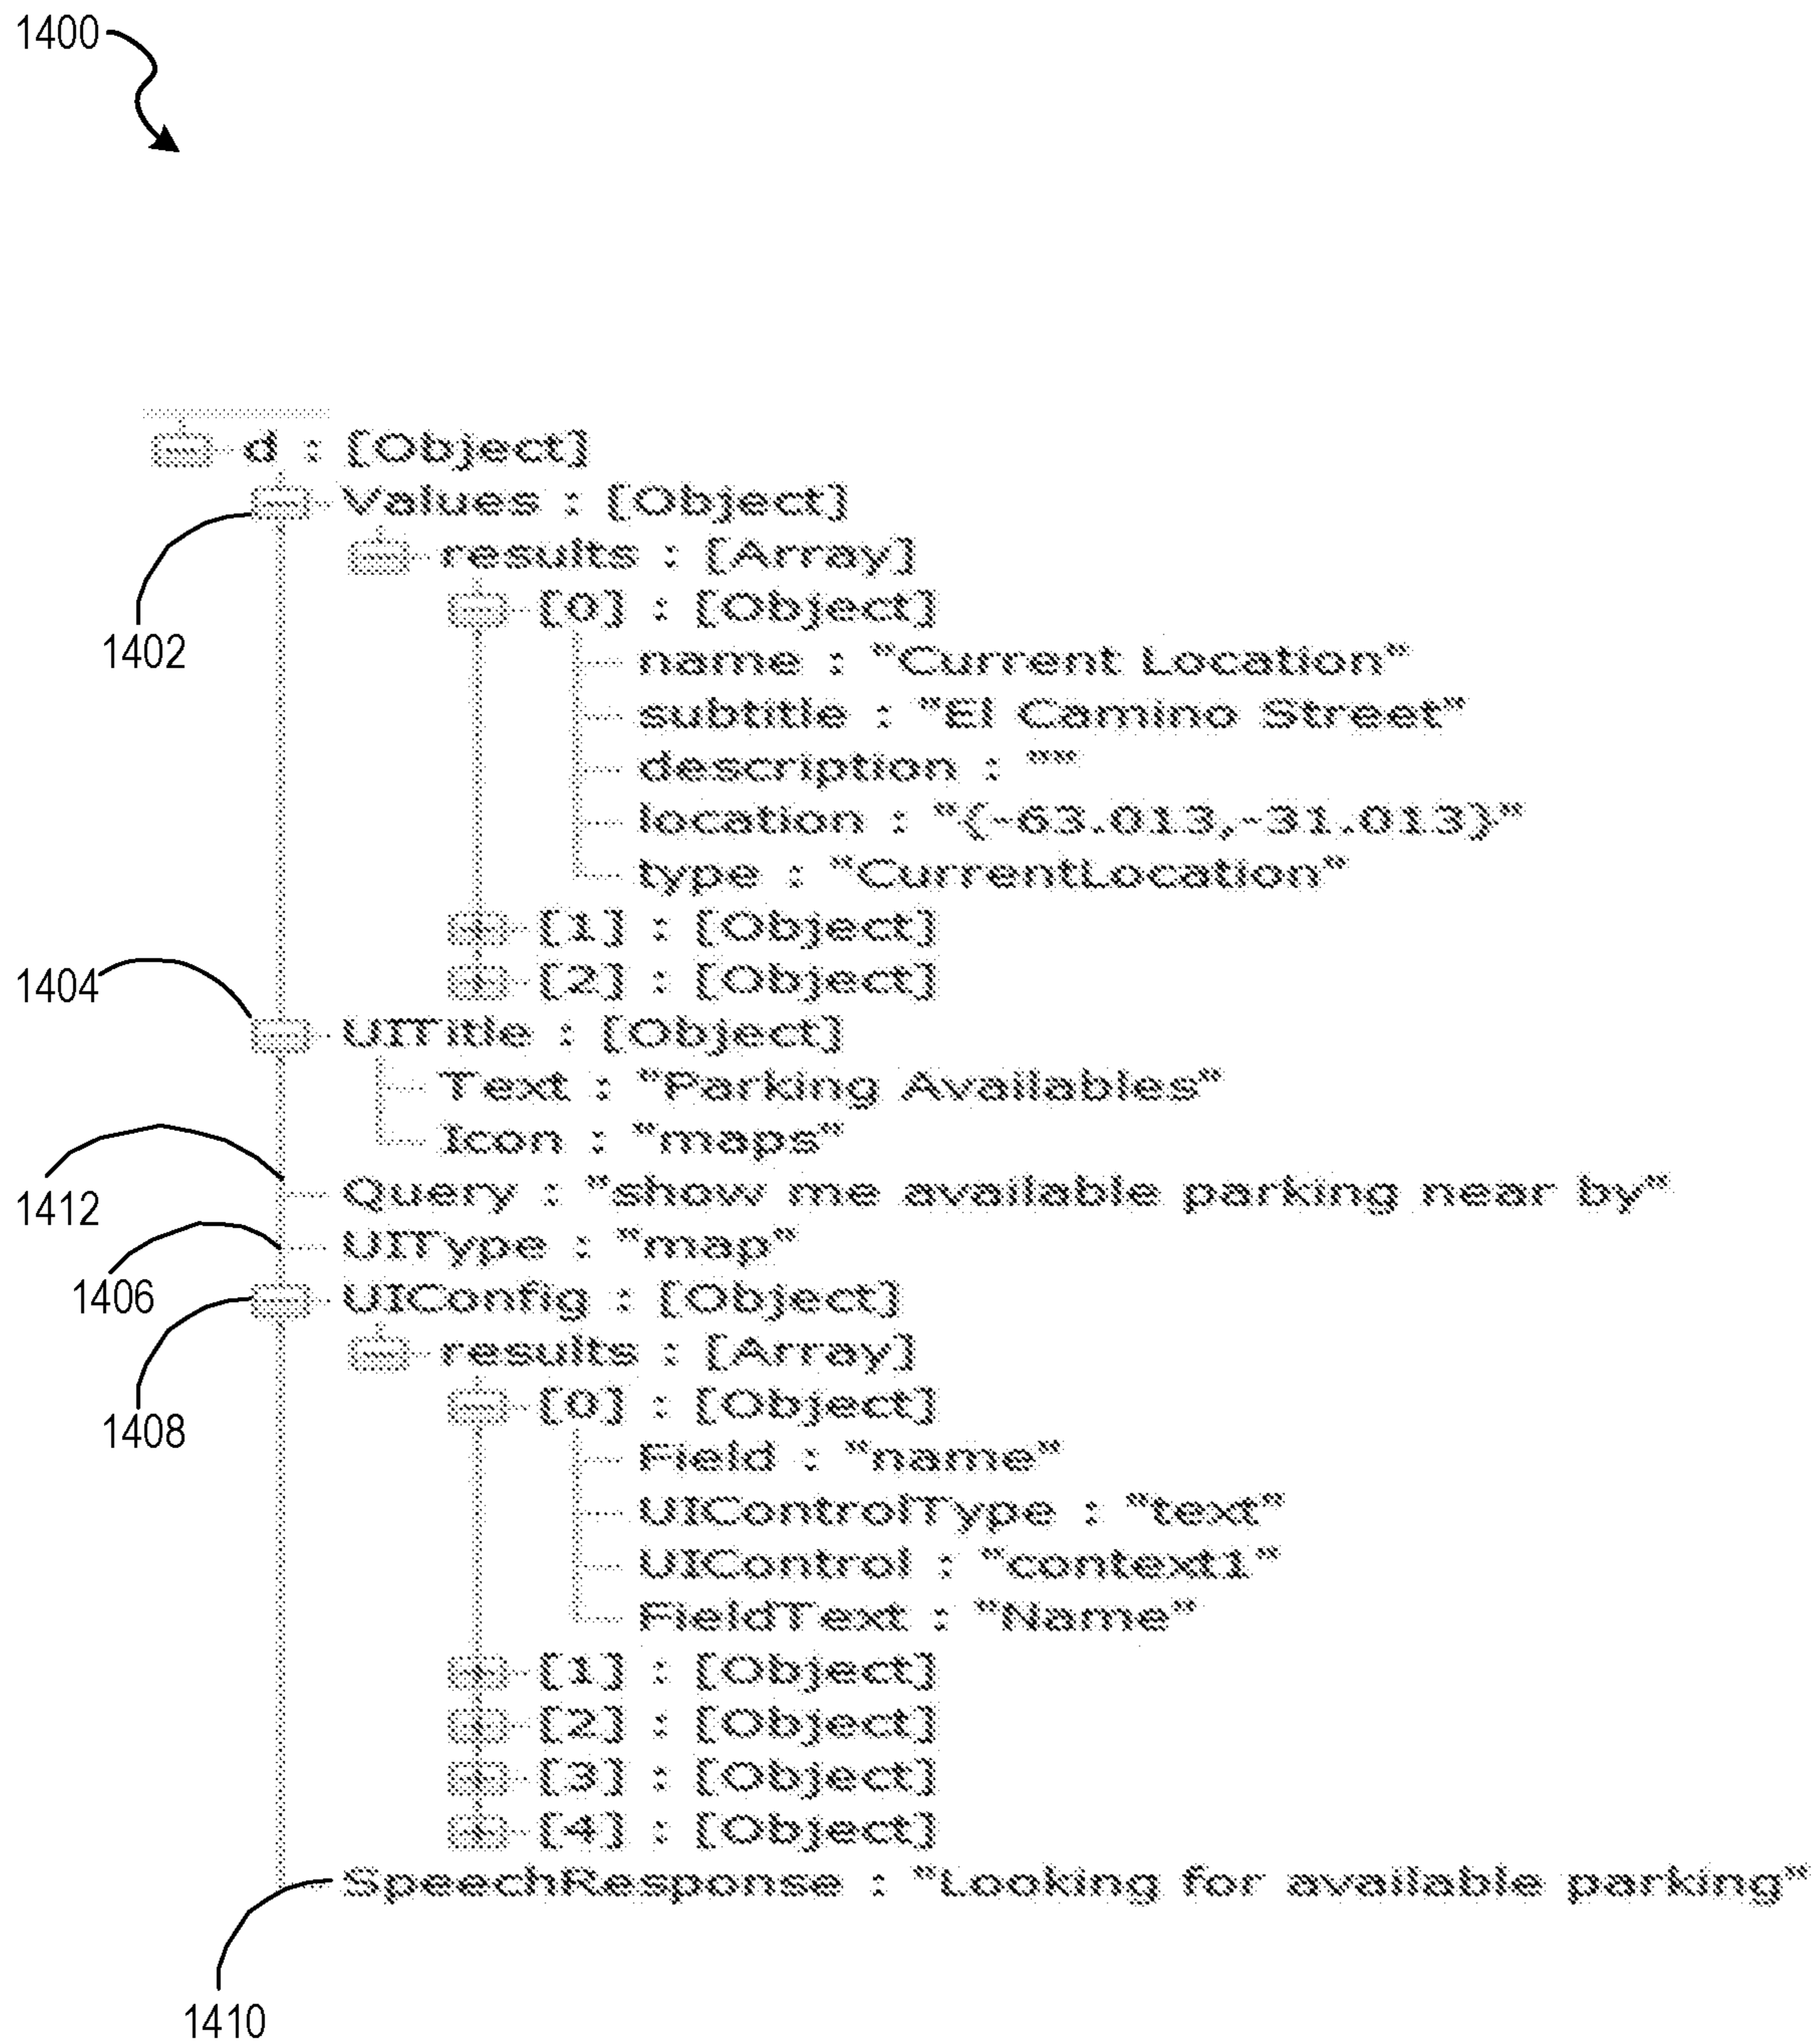 1400
d : [Object]
Values : [Object]
1402
results : [Array]
[0] : [Object]
name : "Current Location"
subtitle : "El Camino Street"
description : ""
location : "{-63.013,-31.013}"
type : "CurrentLocation"
[1] : [Object]
[2] : [Object]
1404
UITitle : [Object]
Text : "Parking Availables"
Icon : "maps"
1412
Query : "show me available parking near by"
1406
UIType : "map"
1408
UIConfig : [Object]
results : [Array]
[0] : [Object]
Field : "name"
UIControlType : "text"
UIControl : "context1"
FieldText : "Name"
[1] : [Object]
[2] : [Object]
[3] : [Object]
[4] : [Object]
SpeechResponse : "Looking for available parking"
1410